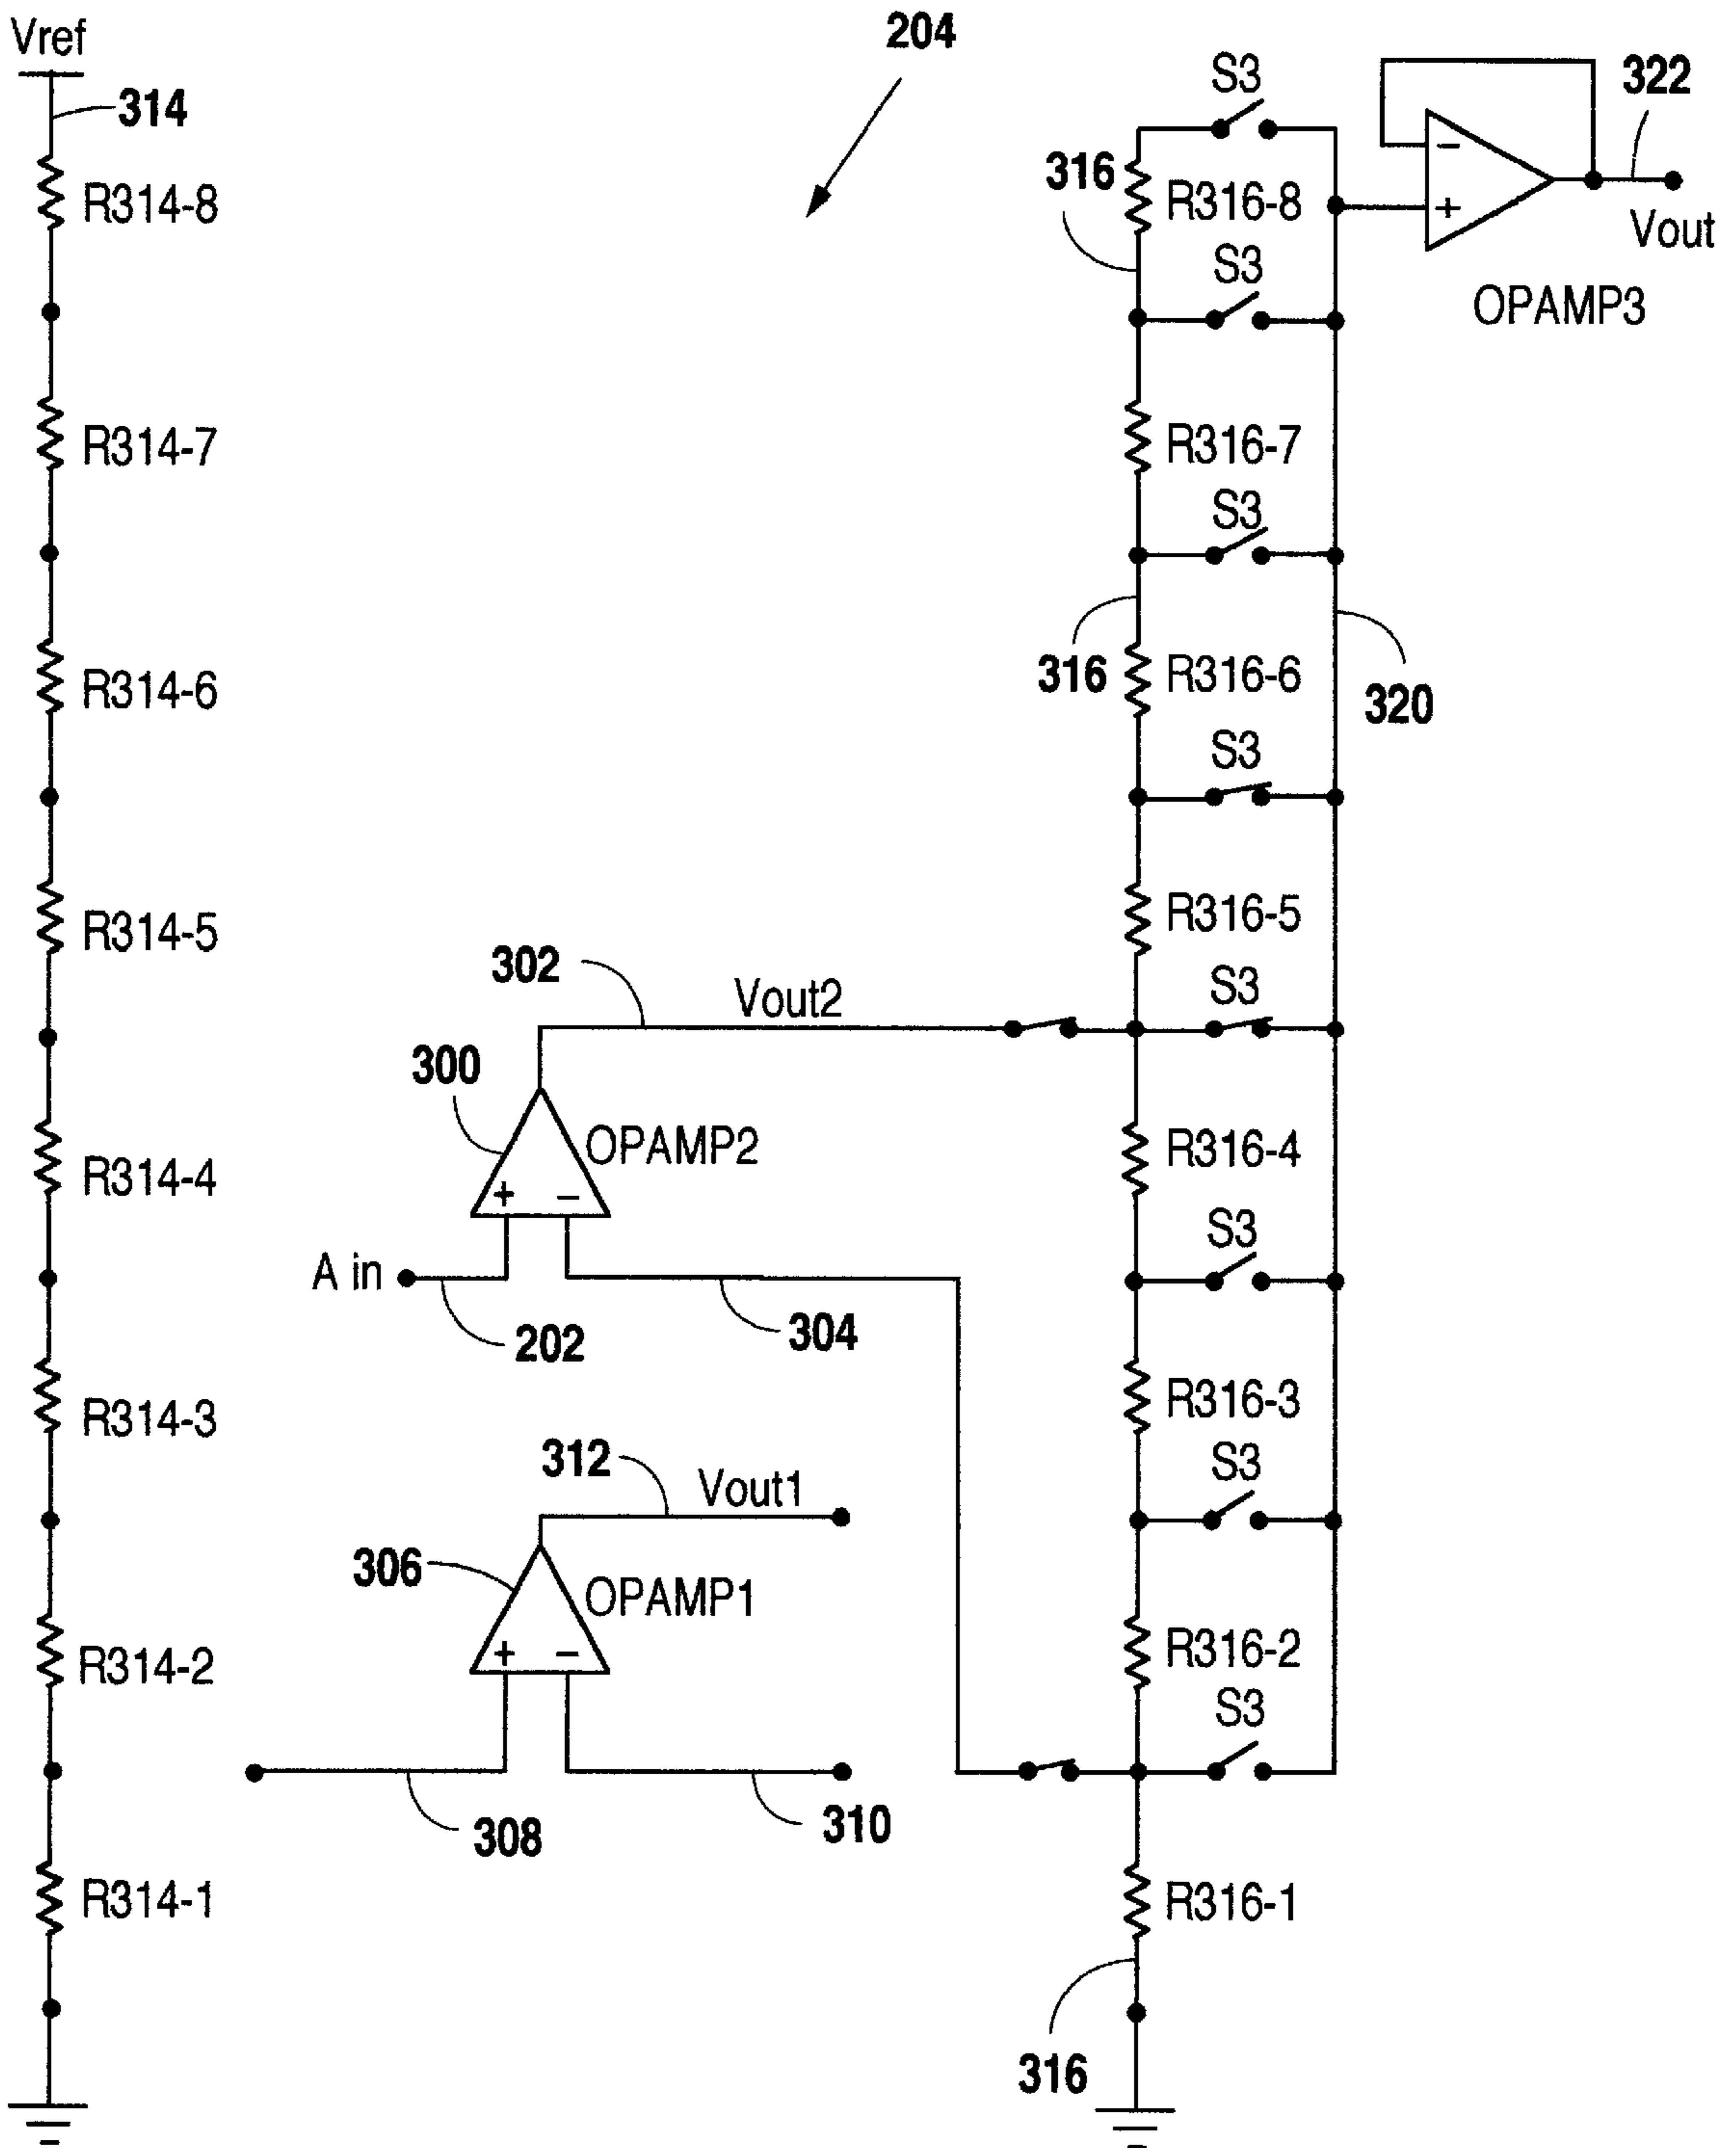 204
Vref
314
R314-8
R314-7
R314-6
R314-5
R314-4
R314-3
R314-2
R314-1
302
Vout2
300
OPAMP2
+ −
A in
202
304
312
Vout1
306
OPAMP1
+ −
308
310
S3
316
R316-8
S3
R316-7
S3
316
R316-6
320
S3
R316-5
S3
R316-4
S3
R316-3
S3
R316-2
S3
R316-1
316
322
−
+
Vout
OPAMP3